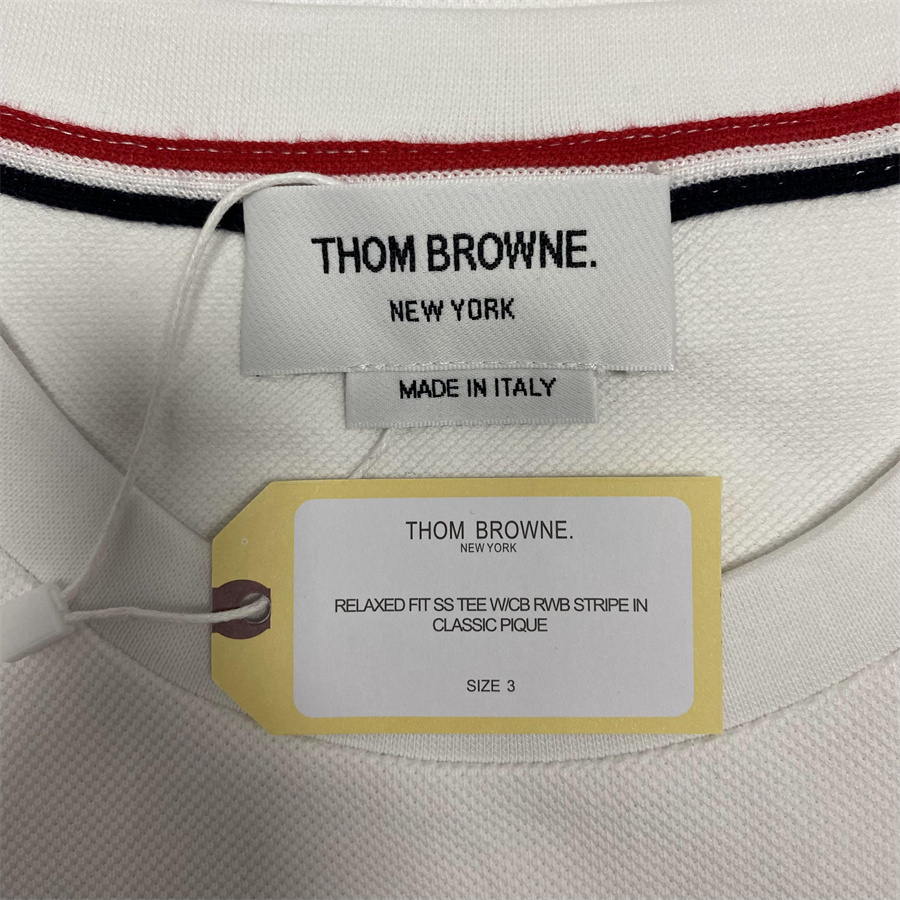 THOM BROWNE.
NEW YORK
MADE IN ITALY
THOM BROWNE.
NEW YORK
RELAXED FIT SS TEE W/CB RWB STRIPE IN
CLASSIC PIQUE
SIZE 3